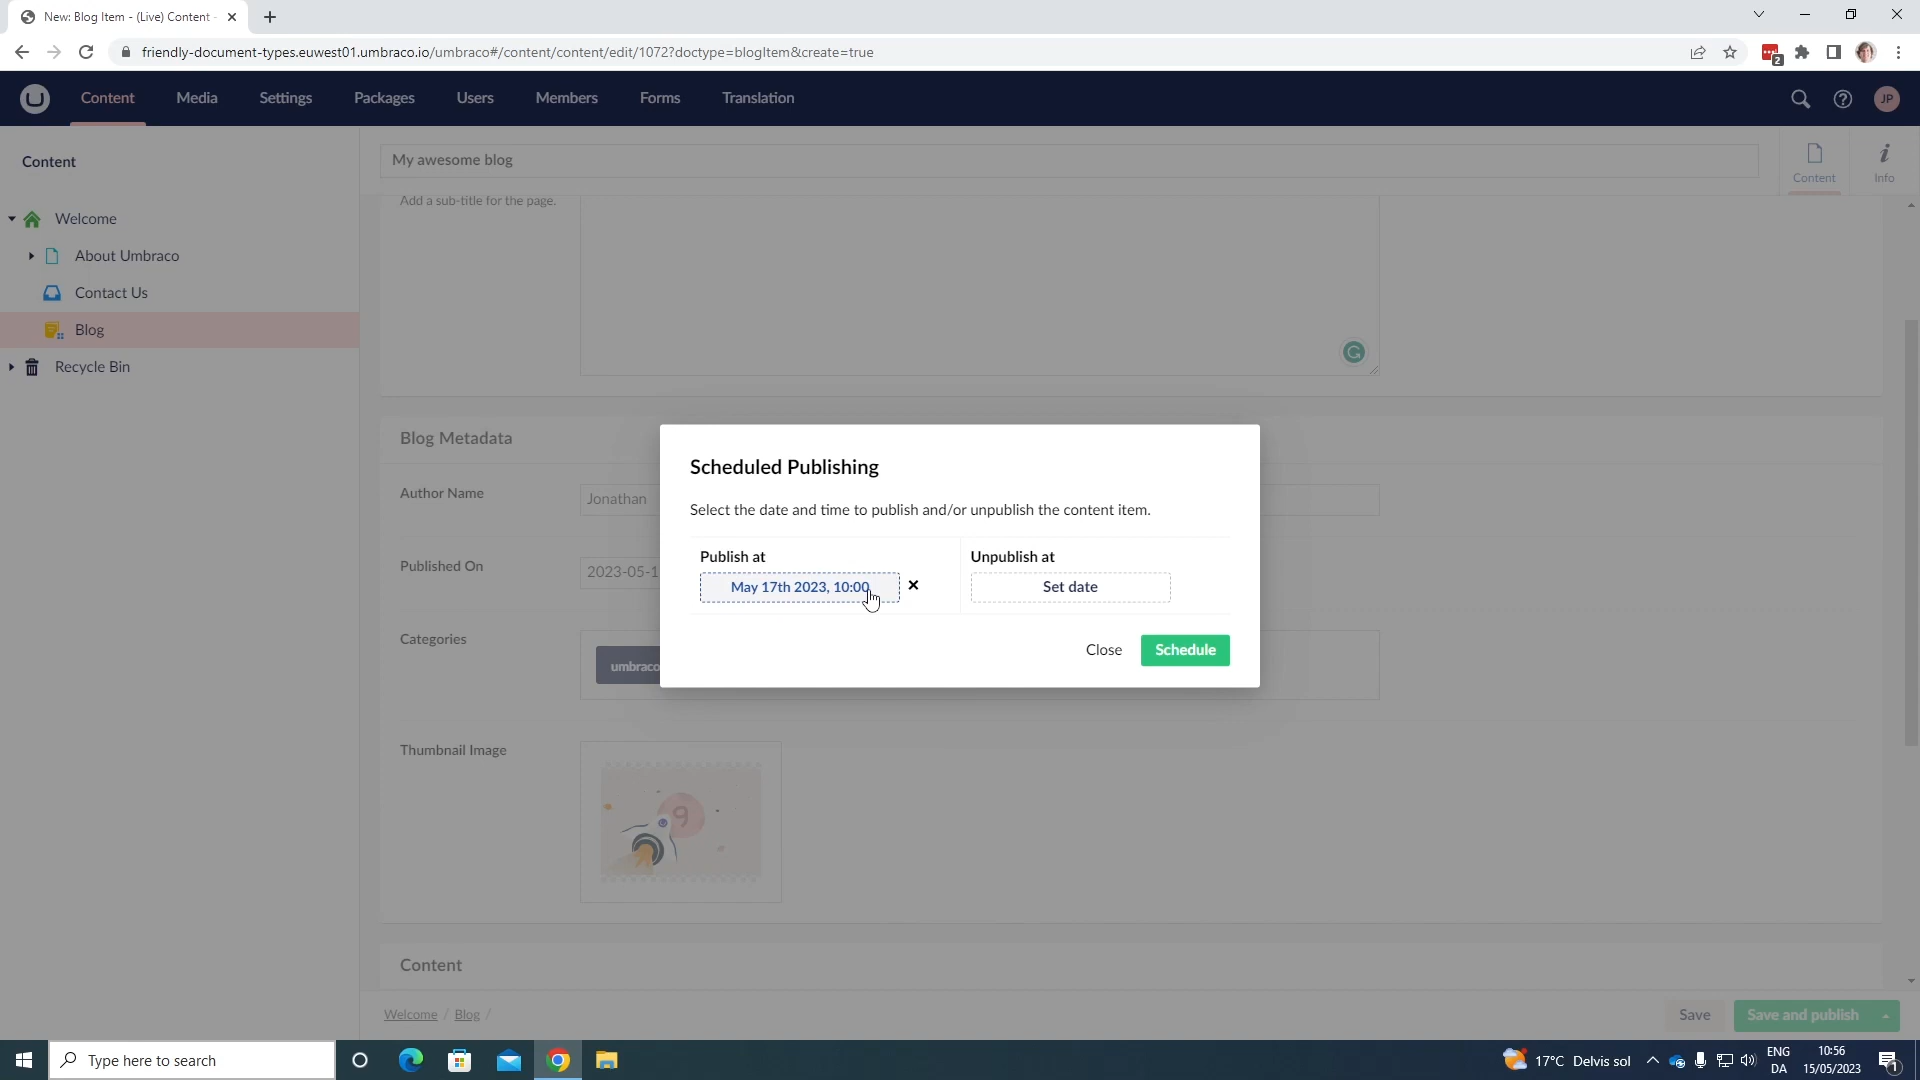 New: Blog Item - (Live) Content -
friendly-document-types.euwest01.umbraco.io/umbraco#/content/content/edit/1072?doctype=blogItem&create=true
2
Content Media Settings Packages Users Members Forms Translation
JP
Content
Welcome
About Umbraco
Contact Us
Blog
Recycle Bin
My awesome blog
Content
Info
Add a sub-title for the page.
Blog Metadata
Author Name
Jonathan
Published On
2023-05-1
Categories
umbraco
Thumbnail Image
9
Content
Scheduled Publishing
Select the date and time to publish and/or unpublish the content item.
Publish at
May 17th 2023, 10:00
Unpublish at
Set date
Close
Schedule
Welcome / Blog /
Save
Save and publish
Type here to search
17°C Delvis sol
ENG
DA
10:56
15/05/2023
1